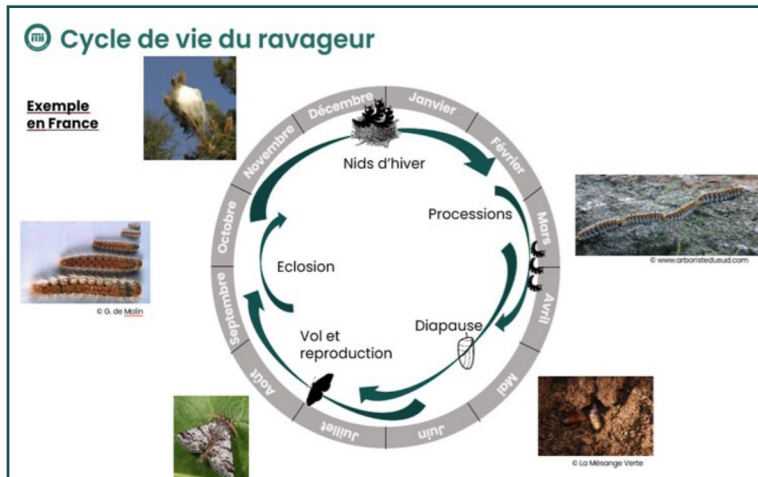 Cycle de vie du ravageur
Exemple
en France
Janvier
Février
Mars
Avril
Mai
Juin
Juillet
Août
Septembre
Octobre
Novembre
Décembre
Nids d'hiver
Processions
Diapause
Vol et
reproduction
Eclosion
© www.arboristedusud.com
© G. de Molin
© La Mésange Verte